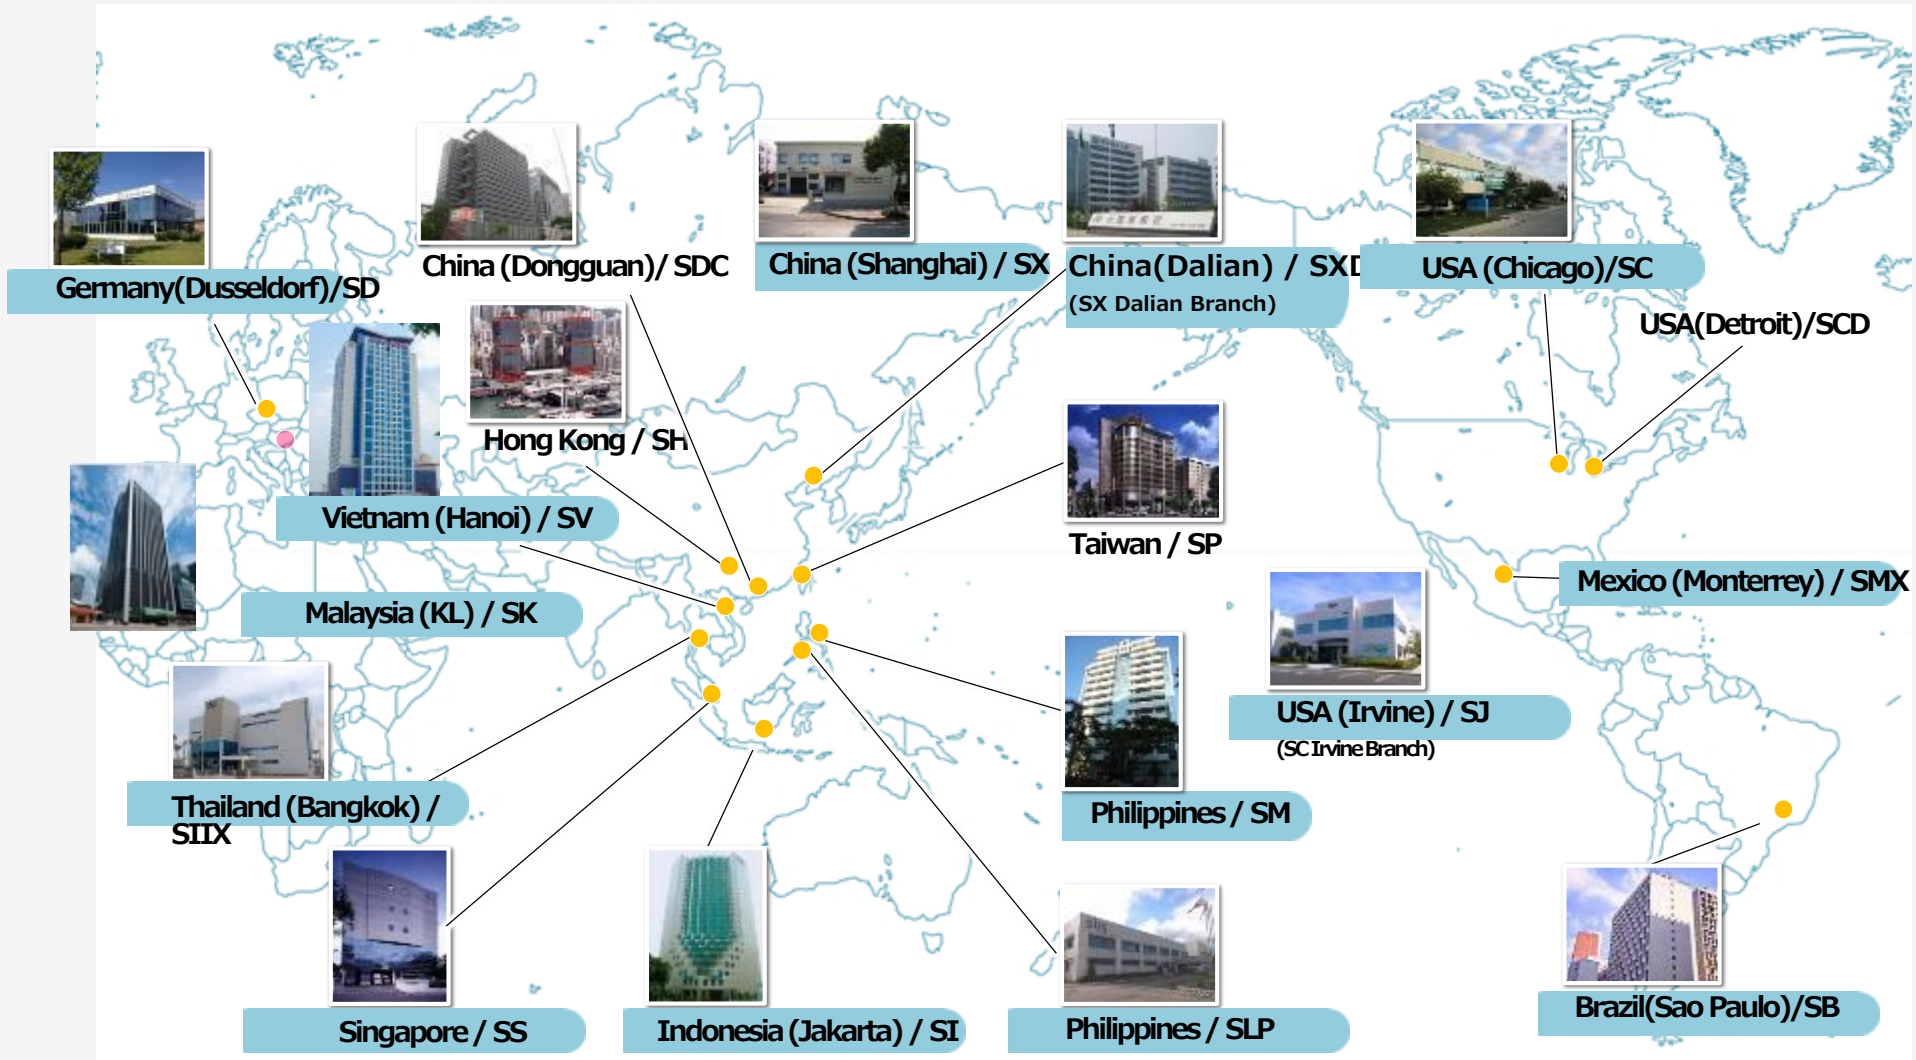 China (Dongguan)/ SDC
China (Shanghai) / SX
China(Dalian) / SXD
(SX Dalian Branch)
USA (Chicago)/SC
Germany(Dusseldorf)/SD
USA(Detroit)/SCD
Hong Kong / SH
Vietnam (Hanoi) / SV
Taiwan / SP
Mexico (Monterrey) / SMX
Malaysia (KL) / SK
USA (Irvine) / SJ
(SC Irvine Branch)
Thailand (Bangkok) /
SIIX
Philippines / SM
Brazil(Sao Paulo)/SB
Singapore / SS
Indonesia (Jakarta) / SI
Philippines / SLP